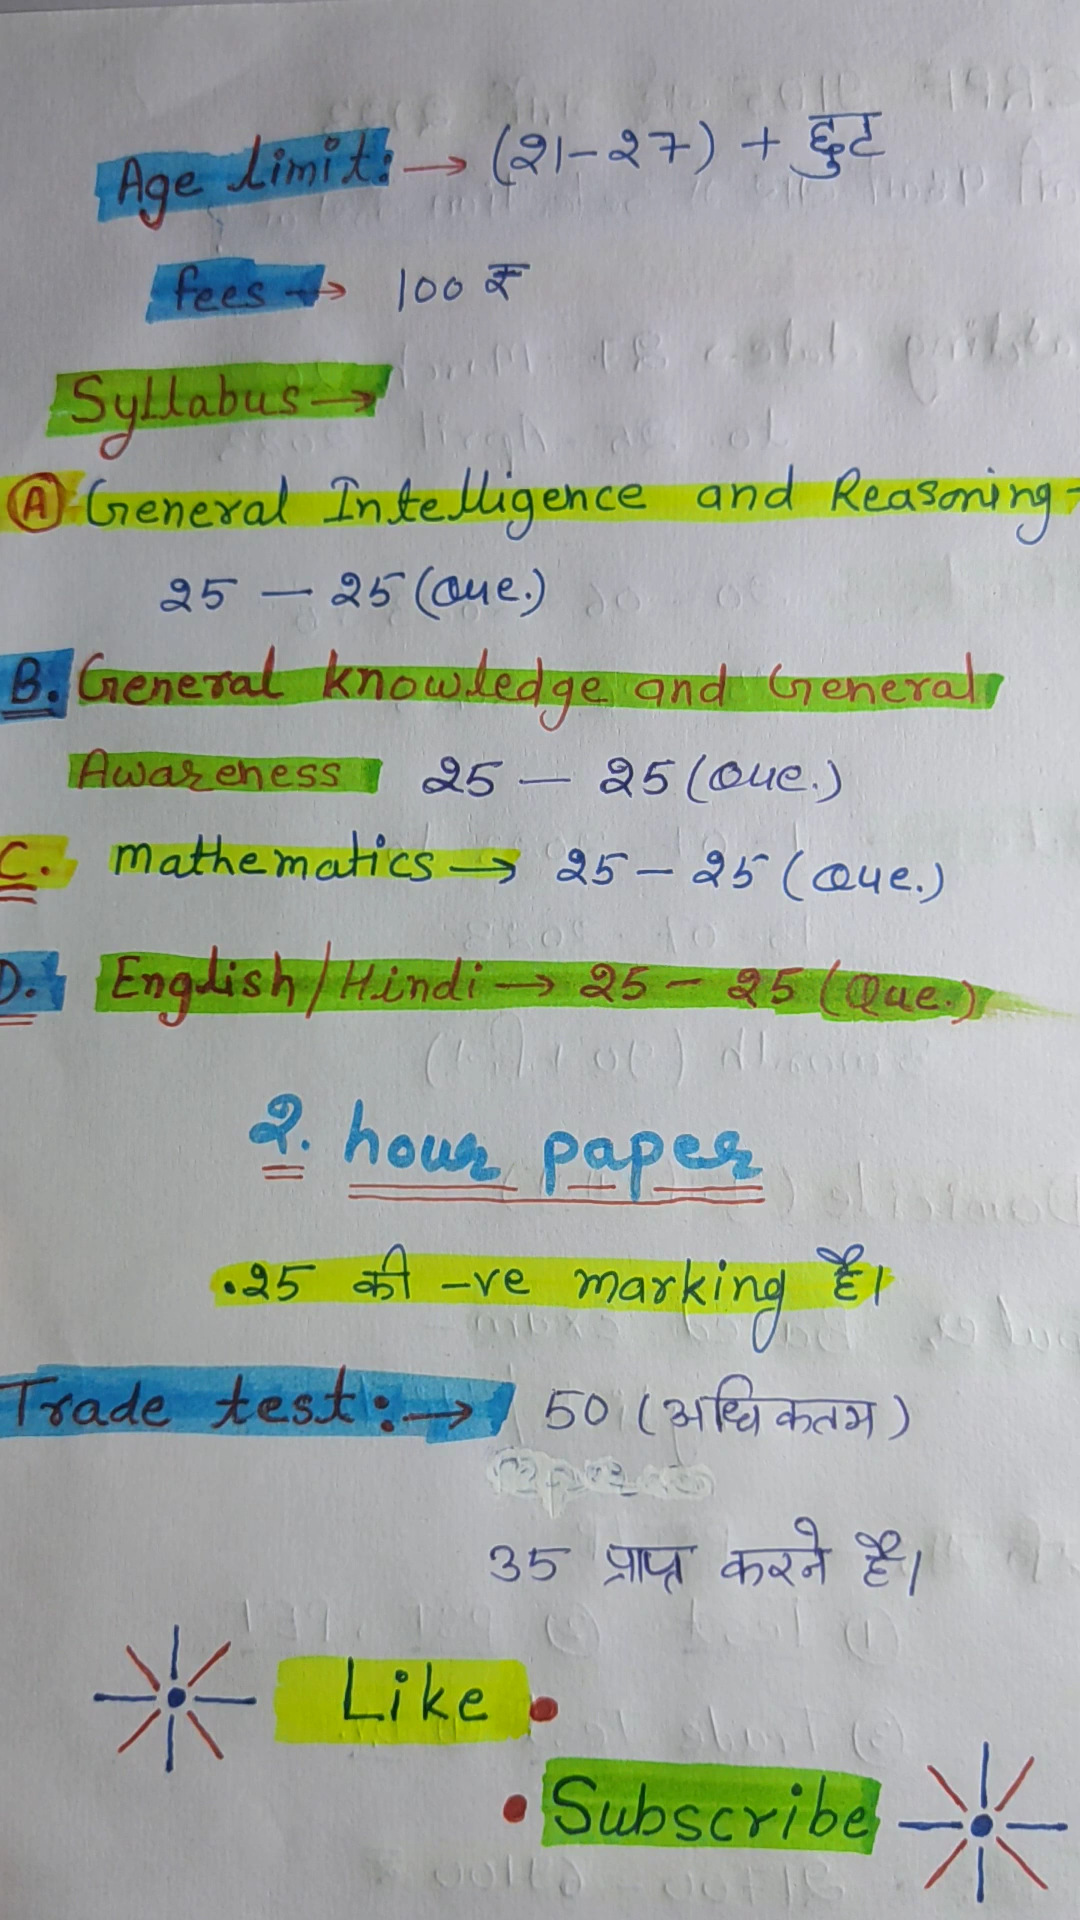 Age limit:→ (21-27) + छुट
fees → 100 ₹
Syllabus →
Ⓐ General Intelligence and Reasoning -
25 — 25 (Que.)
B. General knowledge and General
Awareness 25 — 25 (Que.)
C. mathematics → 25 - 25 (Que.)
D. English/Hindi → 25 - 25 (Que.)
2. hour paper
.25 की -ve marking है।
Trade test:→ 50 (अधिकतम)
35 प्राप्त करने है।
Like
Subscribe